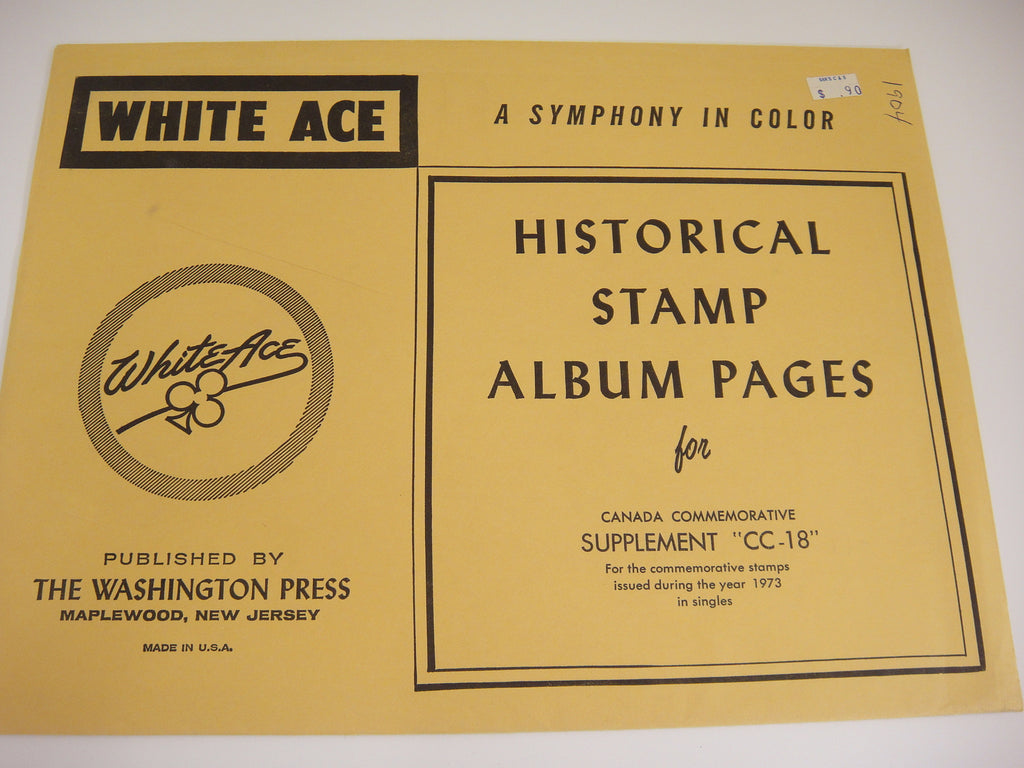 WHITE ACE
A SYMPHONY IN COLOR
$ .90
1904
White Ace
PUBLISHED BY
THE WASHINGTON PRESS
MAPLEWOOD, NEW JERSEY
MADE IN U.S.A.
HISTORICAL
STAMP
ALBUM PAGES
for
CANADA COMMEMORATIVE
SUPPLEMENT "CC-18"
For the commemorative stamps
issued during the year 1973
in singles